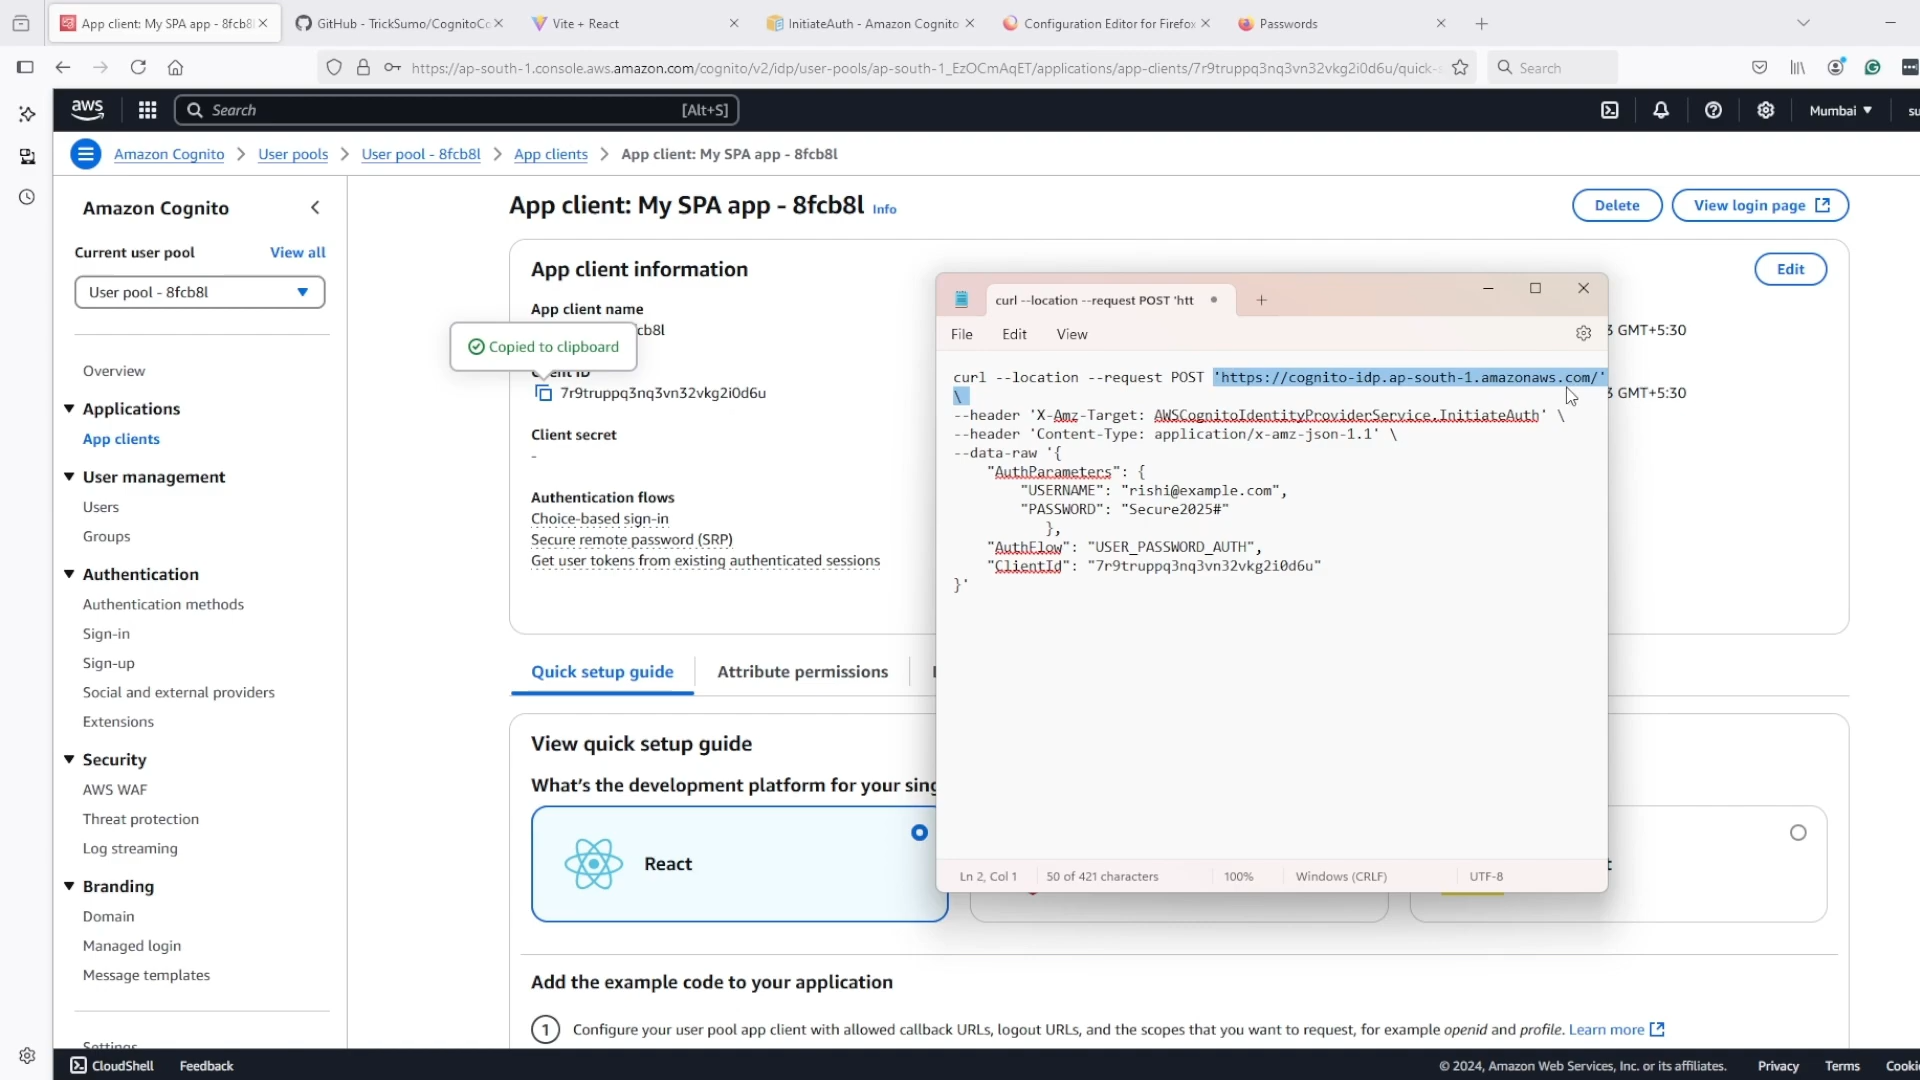 App client: My SPA app - 8fcb8l
GitHub - TrickSumo/CognitoCo
Vite + React
InitiateAuth - Amazon Cognito
Configuration Editor for Firefox
Passwords
https://ap-south-1.console.aws.amazon.com/cognito/v2/idp/user-pools/ap-south-1_EzOCmAqET/applications/app-clients/7r9truppq3nq3vn32vkg2i0d6u/quick-s
Search
aws
Search
[Alt+S]
Mumbai
su
Amazon Cognito
User pools
User pool - 8fcb8l
App clients
App client: My SPA app - 8fcb8l
Amazon Cognito
Current user pool
View all
User pool - 8fcb8l
Overview
Applications
App clients
User management
Users
Groups
Authentication
Authentication methods
Sign-in
Sign-up
Social and external providers
Extensions
Security
AWS WAF
Threat protection
Log streaming
Branding
Domain
Managed login
Message templates
Settings
App client: My SPA app - 8fcb8l Info
Delete
View login page
App client information
Edit
App client name
cb8l
Copied to clipboard
Client ID
7r9truppq3nq3vn32vkg2i0d6u
Client secret
-
Authentication flows
Choice-based sign-in
Secure remote password (SRP)
Get user tokens from existing authenticated sessions
3 GMT+5:30
3 GMT+5:30
curl --location --request POST 'htt
File
Edit
View
curl --location --request POST 'https://cognito-idp.ap-south-1.amazonaws.com/'
\
--header 'X-Amz-Target: AWSCognitoIdentityProviderService.InitiateAuth' \
--header 'Content-Type: application/x-amz-json-1.1' \
--data-raw '{
"AuthParameters": {
"USERNAME": "rishi@example.com",
"PASSWORD": "Secure2025#"
},
"AuthFlow": "USER_PASSWORD_AUTH",
"ClientId": "7r9truppq3nq3vn32vkg2i0d6u"
}'
Ln 2, Col 1
50 of 421 characters
100%
Windows (CRLF)
UTF-8
Quick setup guide
Attribute permissions
View quick setup guide
What's the development platform for your sing
React
t
Add the example code to your application
1
Configure your user pool app client with allowed callback URLs, logout URLs, and the scopes that you want to request, for example openid and profile. Learn more
CloudShell
Feedback
© 2024, Amazon Web Services, Inc. or its affiliates.
Privacy
Terms
Cooki